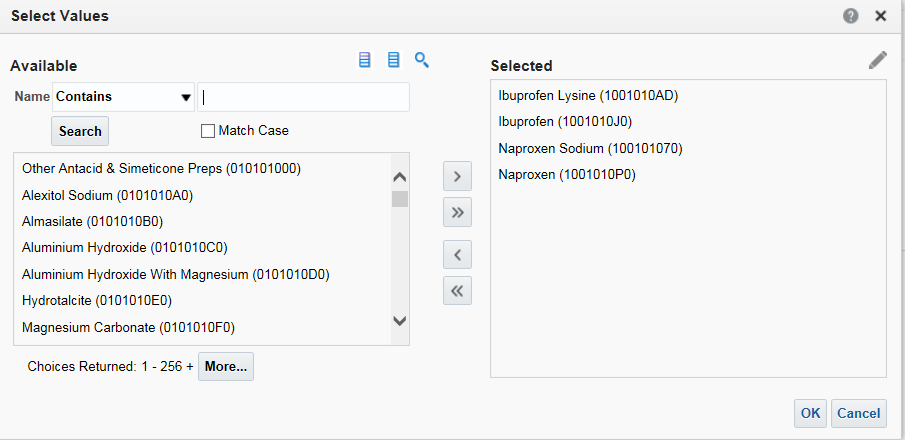 Select Values
Available
Name Contains
Search
Match Case
Other Antacid & Simeticone Preps (010101000)
Alexitol Sodium (0101010A0)
Almasilate (0101010B0)
Aluminium Hydroxide (0101010C0)
Aluminium Hydroxide With Magnesium (0101010D0)
Hydrotalcite (0101010E0)
Magnesium Carbonate (0101010F0)
Choices Returned: 1 - 256 + More...
Selected
Ibuprofen Lysine (1001010AD)
Ibuprofen (1001010J0)
Naproxen Sodium (100101070)
Naproxen (1001010P0)
OK Cancel